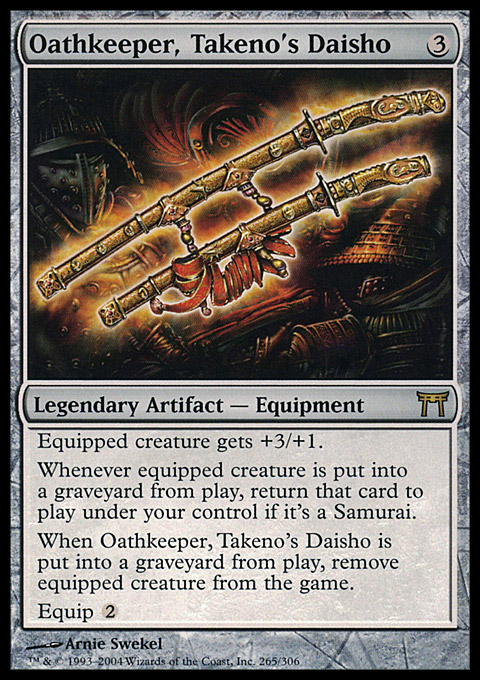 Oathkeeper, Takeno's Daisho 3
Legendary Artifact — Equipment
Equipped creature gets +3/+1.
Whenever equipped creature is put into
a graveyard from play, return that card to
play under your control if it's a Samurai.
When Oathkeeper, Takeno's Daisho is
put into a graveyard from play, remove
equipped creature from the game.
Equip 2
Arnie Swekel
™ & © 1993–2004 Wizards of the Coast, Inc. 265/306